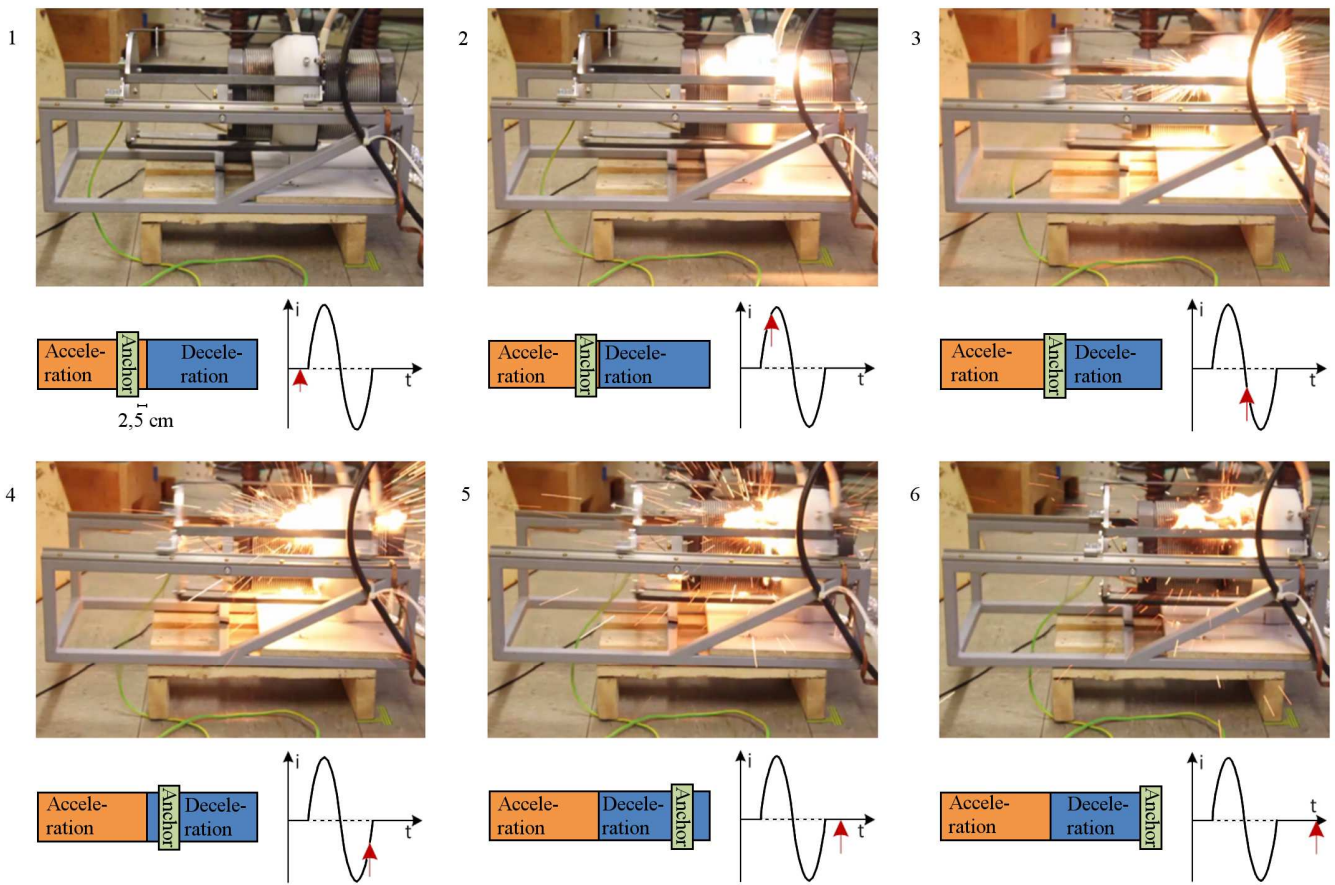 1
2
3
i
Accele-
ration
Anchor
Decele-
ration
t
2,5 cm
i
Accele-
ration
Anchor
Decele-
ration
t
i
Accele-
ration
Anchor
Decele-
ration
t
4
5
6
i
Accele-
ration
Anchor
Decele-
ration
t
i
Accele-
ration
Anchor
Decele-
ration
t
i
Accele-
ration
Decele-
ration
Anchor
t